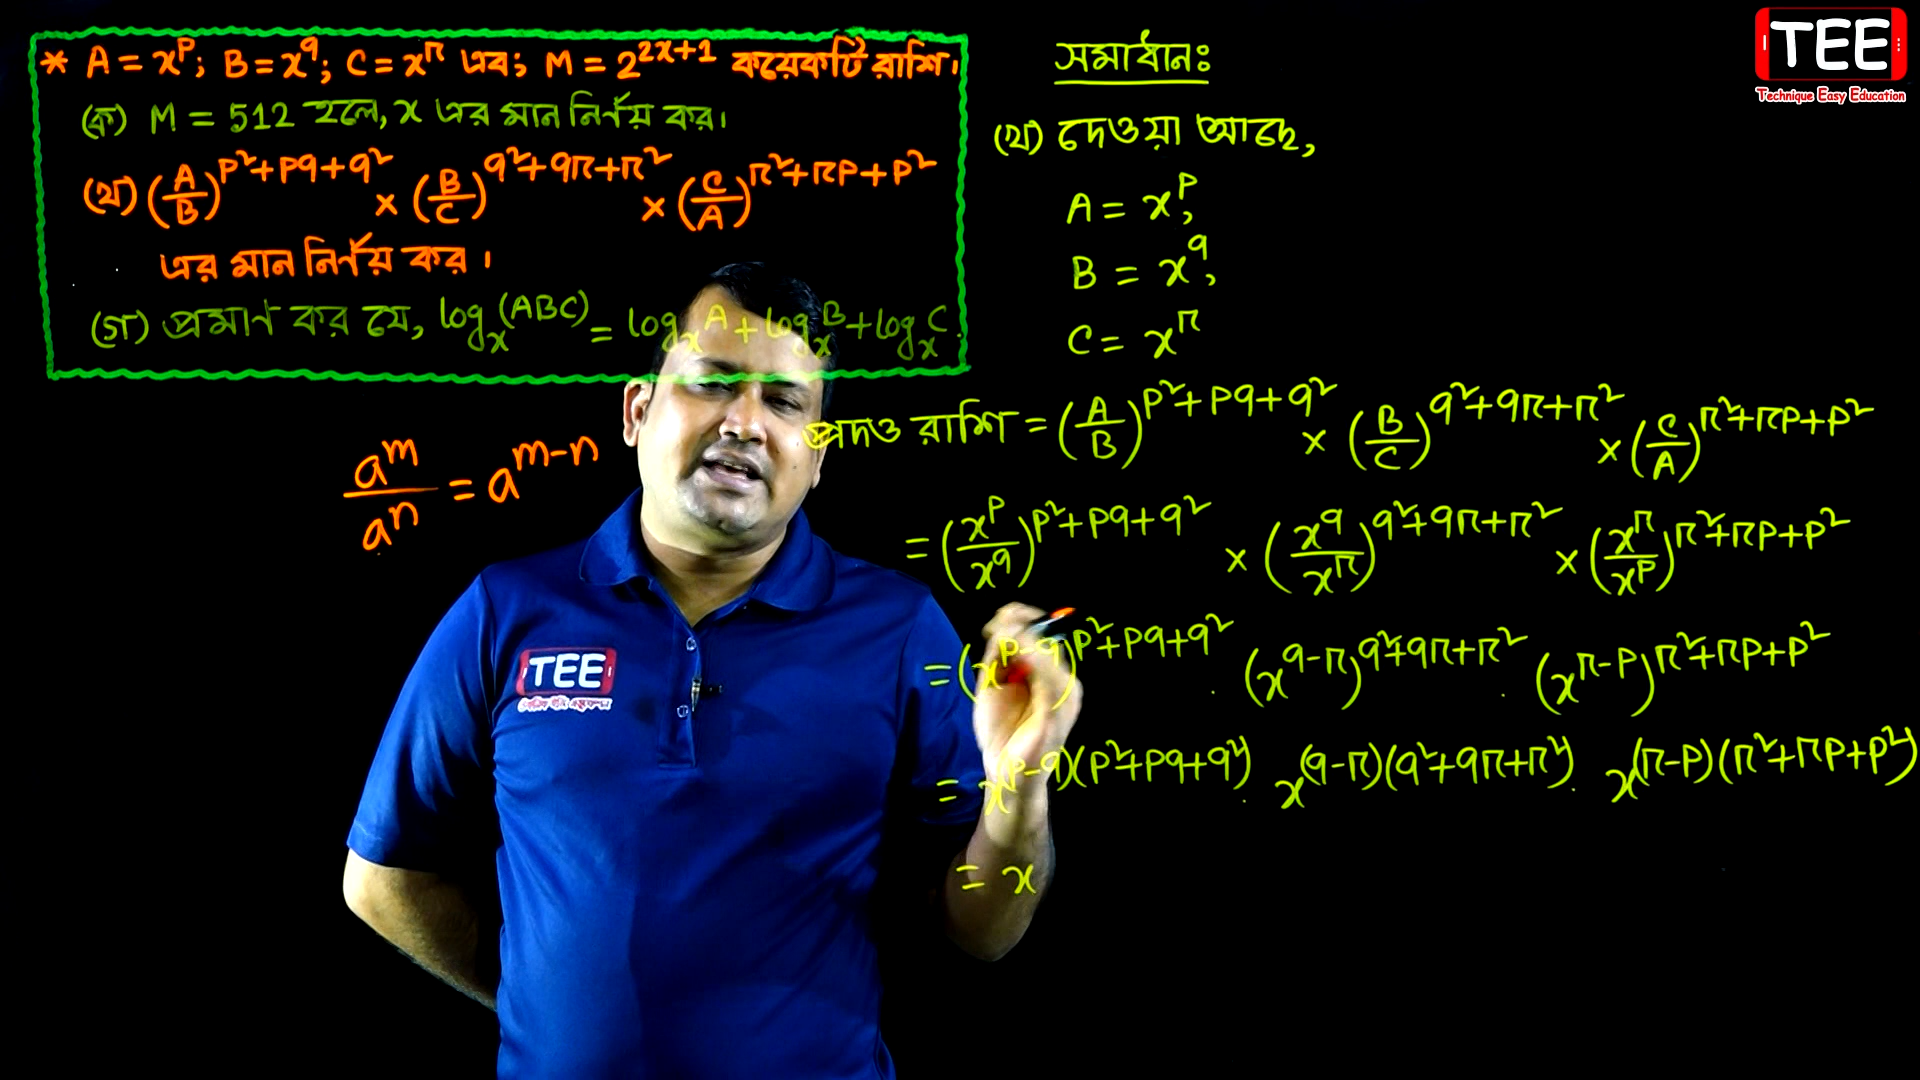 * A = x^p; B = x^q; C = x^r এবং M = 2^{2x+1} কয়েকটি রাশি।
(ক) M = 512 হলে, x এর মান নির্ণয় কর।
(খ) (A/B)^{p²+pq+q²} × (B/C)^{q²+qr+r²} × (C/A)^{r²+rp+p²}
এর মান নির্ণয় কর।
(গ) প্রমাণ কর যে, log_x(ABC) = log_x A + log_x B + log_x C.
a^m/a^n = a^{m-n}
TEE
Technique Easy Education
সমাধানঃ
(খ) দেওয়া আছে,
A = x^p,
B = x^q,
C = x^r
প্রদত্ত রাশি = (A/B)^{p²+pq+q²} × (B/C)^{q²+qr+r²} × (C/A)^{r²+rp+p²}
= (x^p/x^q)^{p²+pq+q²} × (x^q/x^r)^{q²+qr+r²} × (x^r/x^p)^{r²+rp+p²}
= (x^{p-q})^{p²+pq+q²} . (x^{q-r})^{q²+qr+r²} . (x^{r-p})^{r²+rp+p²}
= x^{(p-q)(p²+pq+q²)} . x^{(q-r)(q²+qr+r²)} . x^{(r-p)(r²+rp+p²)}
= x
TEE